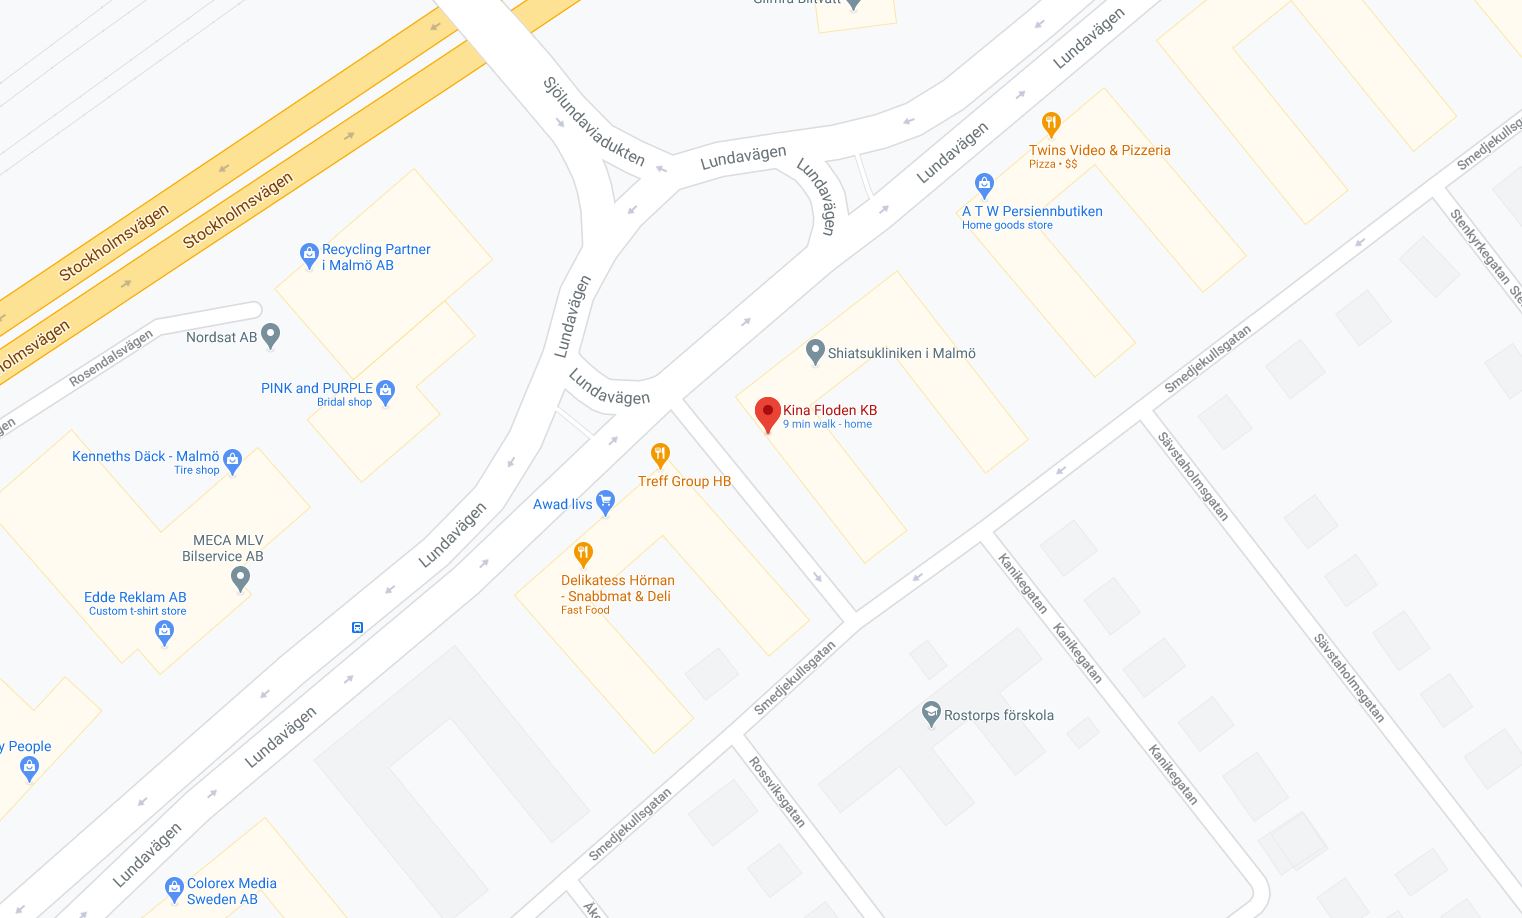 Sjölundaviadukten
Lundavägen
Lundavägen
Lundavägen
Lundavägen
Twins Video & Pizzeria
Pizza • $$
A T W Persiennbutiken
Home goods store
Smedjekullsg
Stenkyrkegatan
Ste
Stockholmsvägen
Stockholmsvägen
holmsvägen
Recycling Partner
i Malmö AB
Nordsat AB
Rosendalsvägen
gen
PINK and PURPLE
Bridal shop
Lundavägen
Lundavägen
Shiatsukliniken i Malmö
Kina Floden KB
9 min walk - home
Smedjekullsgatan
Kenneths Däck - Malmö
Tire shop
Treff Group HB
Awad livs
Sävstaholmsgatan
MECA MLV
Bilservice AB
Lundavägen
Edde Reklam AB
Custom t-shirt store
Delikatess Hörnan
- Snabbmat & Deli
Fast Food
Kanikegatan
Kanikegatan
Sävstaholmsgatan
Smedjekullsgatan
Rostorps förskola
Lundavägen
y People
Rossviksgatan
Kanikegatan
Smedjekullsgatan
Lundavägen
Colorex Media
Sweden AB